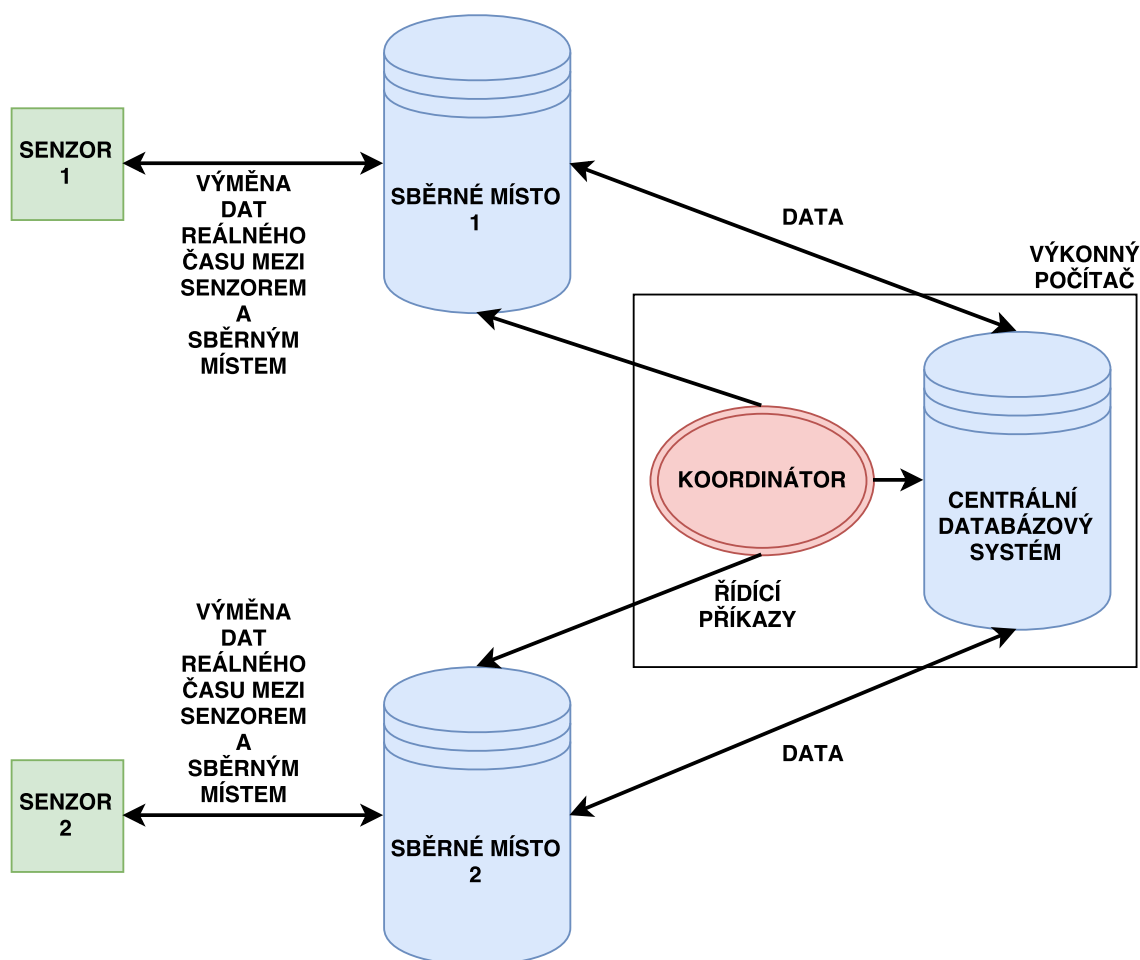 SENZOR
1
VÝMĚNA
DAT
REÁLNÉHO
ČASU MEZI
SENZOREM
A
SBĚRNÝM
MÍSTEM
SBĚRNÉ MÍSTO
1
DATA
VÝKONNÝ
POČÍTAČ
KOORDINÁTOR
CENTRÁLNÍ
DATABÁZOVÝ
SYSTÉM
ŘÍDÍCÍ
PŘÍKAZY
VÝMĚNA
DAT
REÁLNÉHO
ČASU MEZI
SENZOREM
A
SBĚRNÝM
MÍSTEM
SENZOR
2
SBĚRNÉ MÍSTO
2
DATA